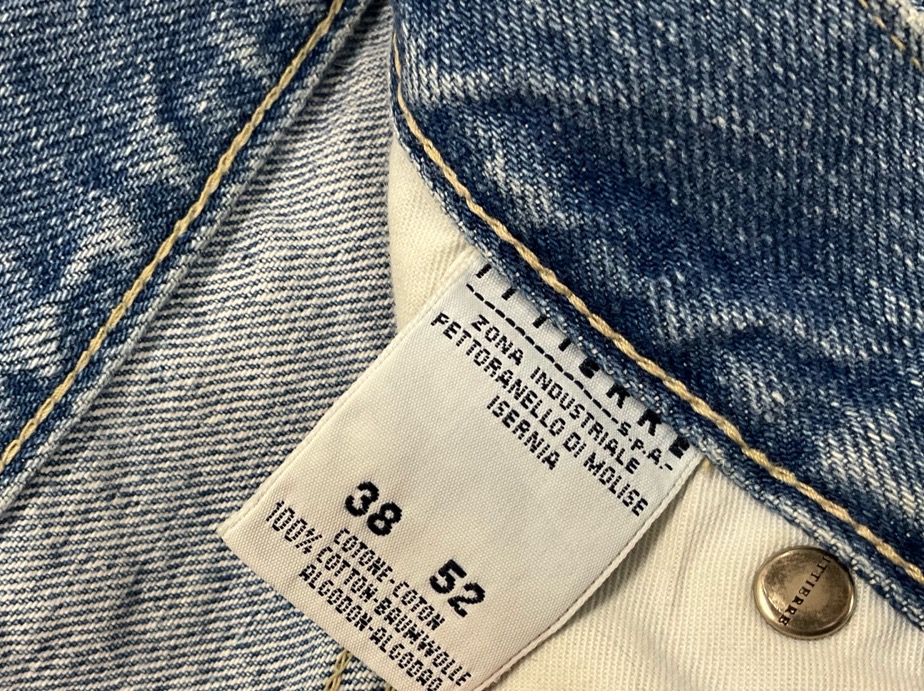 ITTIERRE
S.P.A.-
ZONA INDUSTRIALE
PETTORANELLO DI MOLISE
ISERNIA
38 52
100% COTONE-COTON
COTTON-BAUMWOLLE
ALGODON-ALGODAO
ITTIERRE